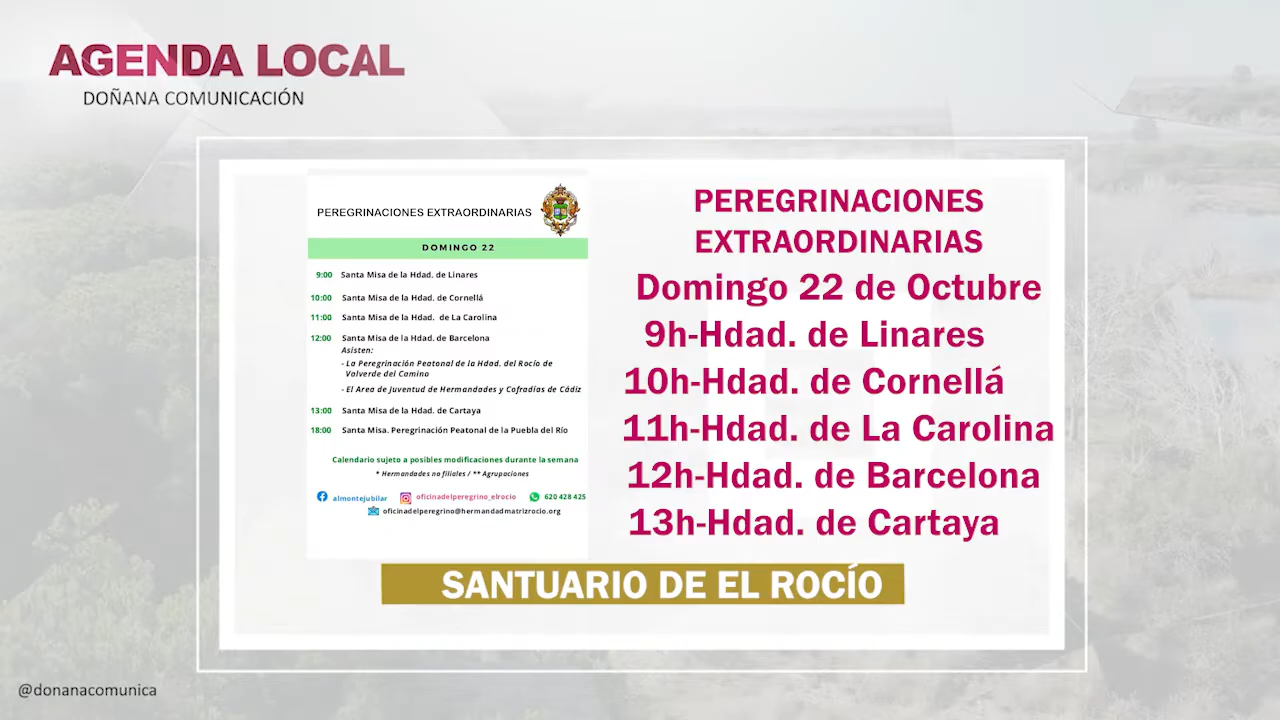 AGENDA LOCAL
DOÑANA COMUNICACIÓN
PEREGRINACIONES EXTRAORDINARIAS
DOMINGO 22
9:00 Santa Misa de la Hdad. de Linares
10:00 Santa Misa de la Hdad. de Cornellá
11:00 Santa Misa de la Hdad. de La Carolina
12:00 Santa Misa de la Hdad. de Barcelona
Asisten:
- La Peregrinación Peatonal de la Hdad. del Rocío de
Valverde del Camino
- El Area de Juventud de Hermandades y Cofradías de Cádiz
13:00 Santa Misa de la Hdad. de Cartaya
18:00 Santa Misa. Peregrinación Peatonal de la Puebla del Río
Calendario sujeto a posibles modificaciones durante la semana
* Hermandades no filiales / ** Agrupaciones
almontejubilar oficinadelperegrino_elrocio 620 428 425
oficinadelperegrino@hermandadmatrizrocio.org
PEREGRINACIONES
EXTRAORDINARIAS
Domingo 22 de Octubre
9h-Hdad. de Linares
10h-Hdad. de Cornellá
11h-Hdad. de La Carolina
12h-Hdad. de Barcelona
13h-Hdad. de Cartaya
SANTUARIO DE EL ROCÍO
@donanacomunica